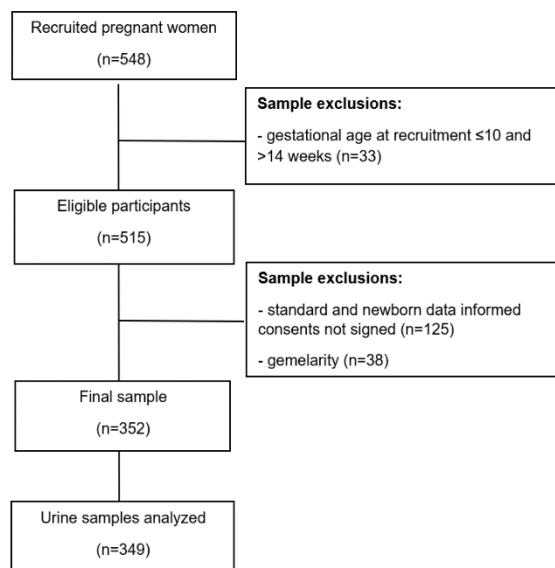 Recruited pregnant women
(n=548)
Sample exclusions:
- gestational age at recruitment ≤10 and
>14 weeks (n=33)
Eligible participants
(n=515)
Sample exclusions:
- standard and newborn data informed
consents not signed (n=125)
- gemelarity (n=38)
Final sample
(n=352)
Urine samples analyzed
(n=349)